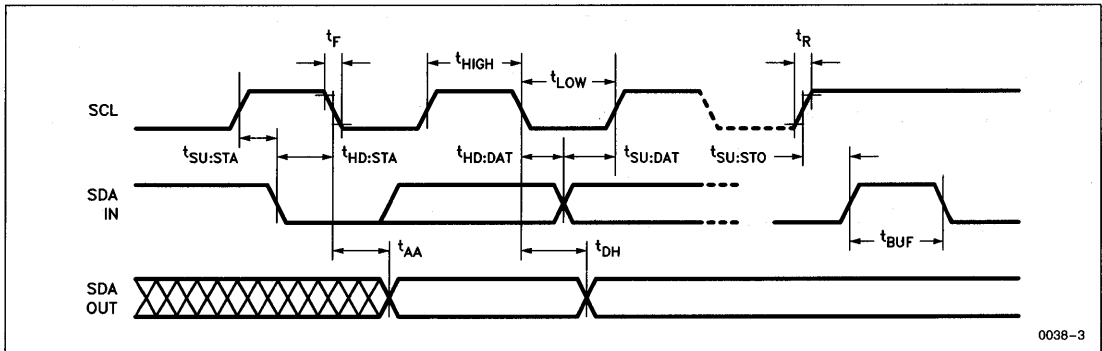 tF
tR
tHIGH
tLOW
SCL
tSU:STA
tHD:STA
tHD:DAT
tSU:DAT
tSU:STO
SDA
IN
tAA
tDH
tBUF
SDA
OUT
0038-3